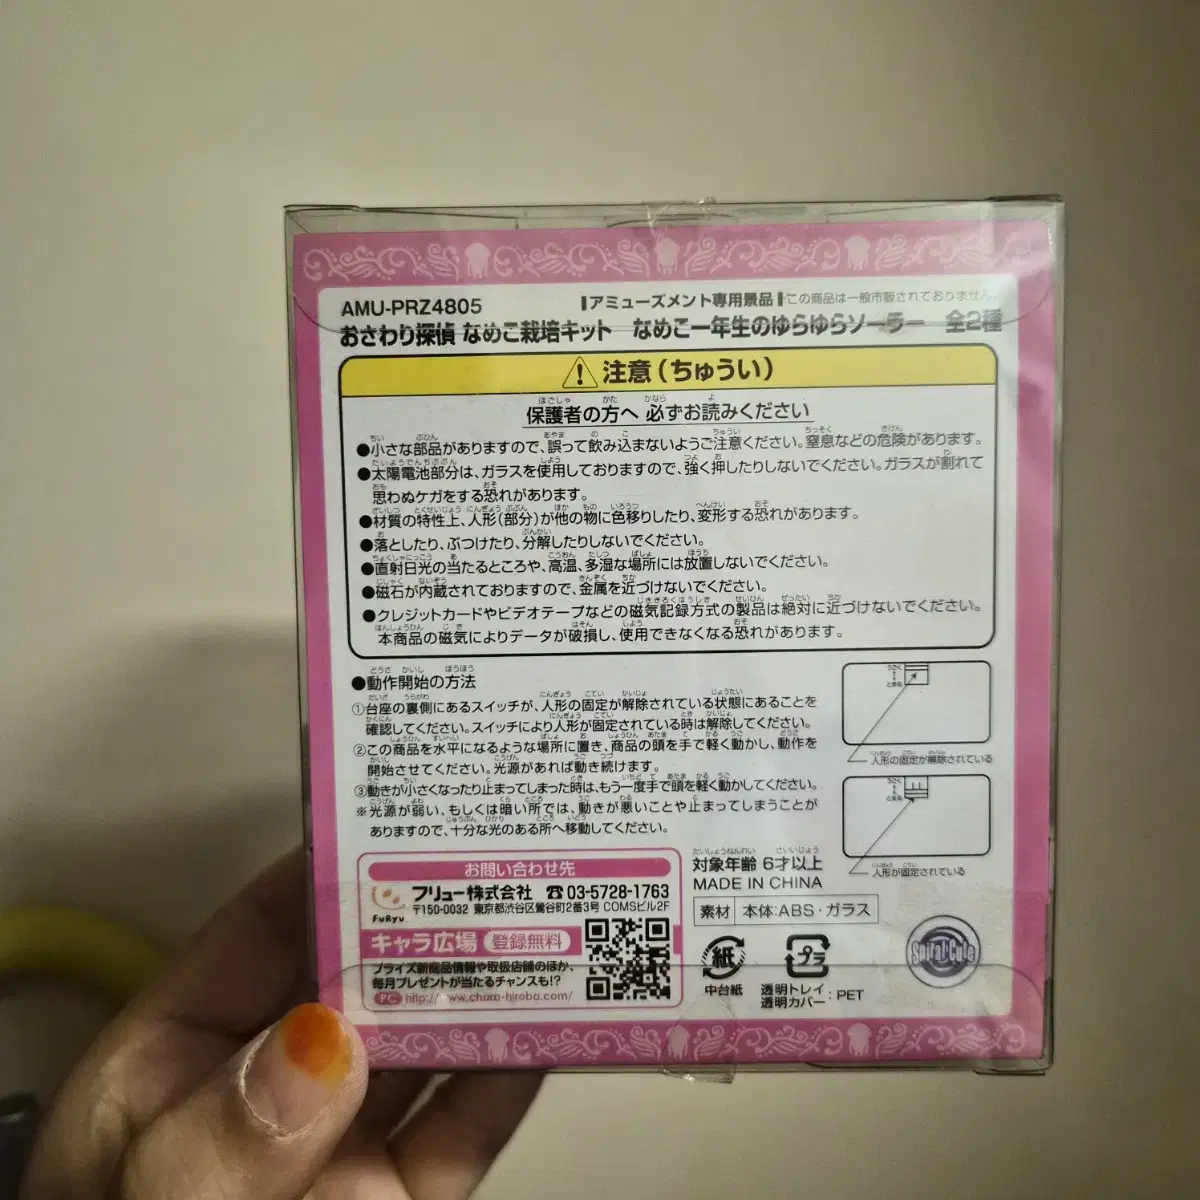 AMU-PRZ4805
アミューズメント専用景品 この商品は一般市販されておりません。
おさわり探偵 なめこ栽培キット なめこ一年生のゆらゆらソーラー 全2種
注意(ちゅうい)
保護者の方へ 必ずお読みください
●小さな部品がありますので、誤って飲み込まないようご注意ください。窒息などの危険があります。
●太陽電池部分は、ガラスを使用しておりますので、強く押したりしないでください。ガラスが割れて
思わぬケガをする恐れがあります。
●材質の特性上、人形(部分)が他の物に色移りしたり、変形する恐れがあります。
●落としたり、ぶつけたり、分解したりしないでください。
●直射日光の当たるところや、高温、多湿な場所には放置しないでください。
●磁石が内蔵されておりますので、金属を近づけないでください。
●クレジットカードやビデオテープなどの磁気記録方式の製品は絶対に近づけないでください。
本商品の磁気によりデータが破損し、使用できなくなる恐れがあります。
●動作開始の方法
①台座の裏側にあるスイッチが、人形の固定が解除されている状態にあることを
確認してください。スイッチにより人形が固定されている時は解除してください。
②この商品を水平になるような場所に置き、商品の頭を手で軽く動かし、動作を
開始させてください。光源があれば動き続けます。
③動きが小さくなったり止まってしまった時は、もう一度手で頭を軽く動かしてください。
※光源が弱い、もしくは暗い所では、動きが悪いことや止まってしまうことが
ありますので、十分な光のある所へ移動してください。
うごく
とまる
人形の固定が解除されている
うごく
とまる
人形が固定されている
お問い合わせ先
FuRyu
フリュー株式会社 ☎03-5728-1763
〒150-0032 東京都渋谷区鶯谷町2番3号 COMSビル2F
キャラ広場 登録無料
プライズ新商品情報や取扱店舗のほか、
毎月プレゼントが当たるチャンスも!?
PC http://www.chara-hiroba.com/
対象年齢 6才以上
MADE IN CHINA
素材 本体:ABS・ガラス
紙
中台紙
プラ
透明トレイ
透明カバー : PET
Spiral Cute